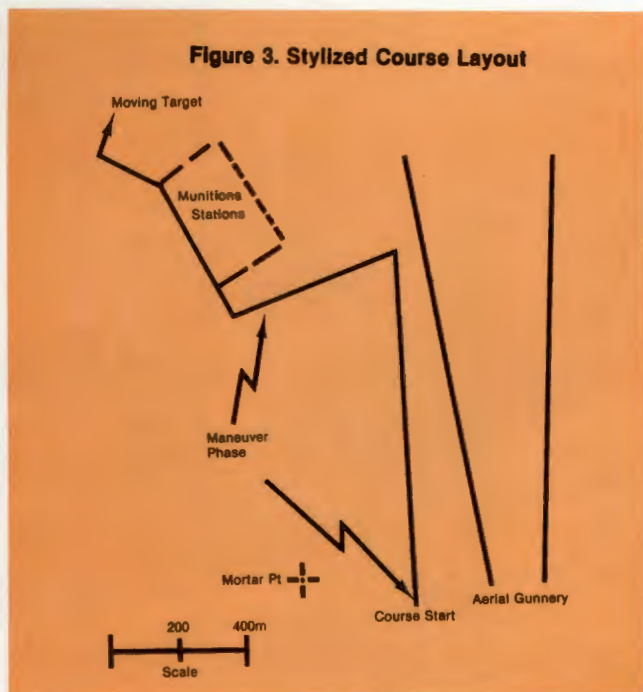 Figure 3. Stylized Course Layout
Moving Target
Munitions
Stations
Maneuver
Phase
Mortar Pt
Course Start
Aerial Gunnery
200
400m
Scale